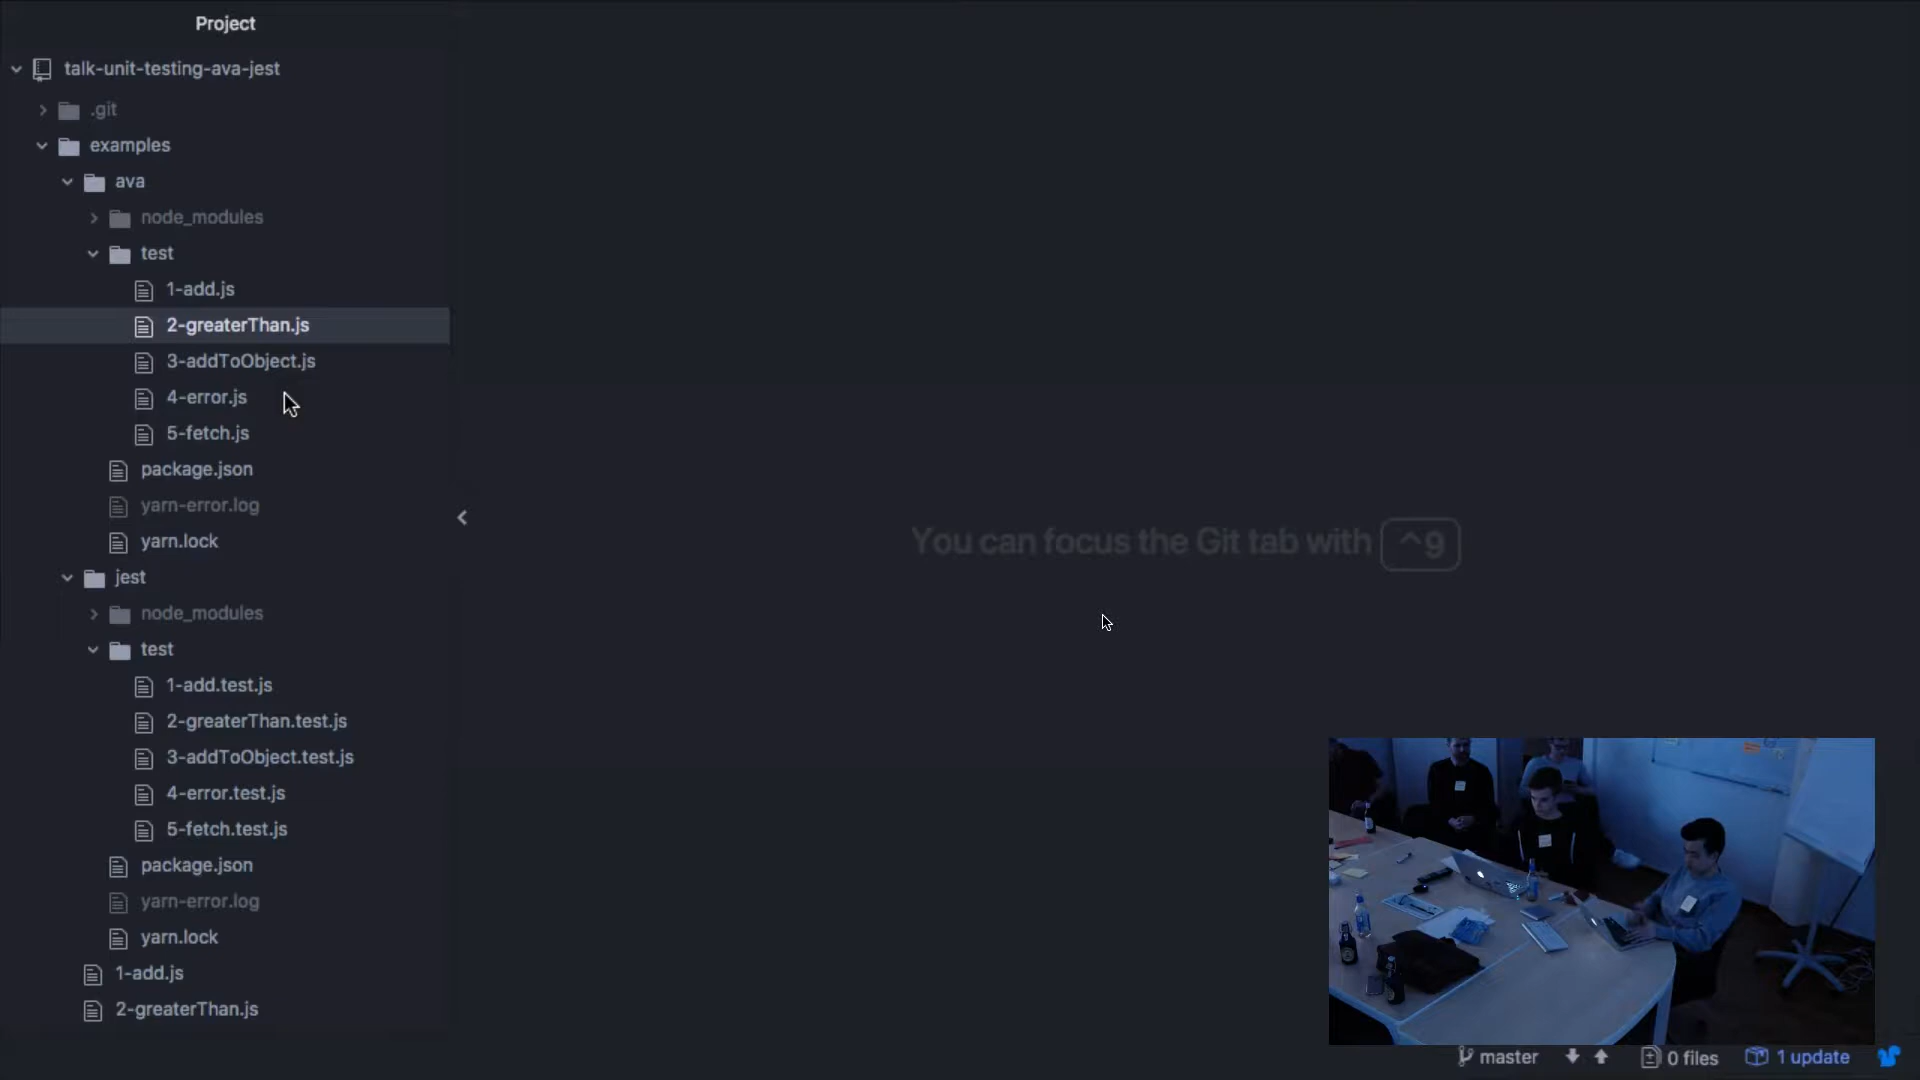 Project
talk-unit-testing-ava-jest
.git
examples
ava
node_modules
test
1-add.js
2-greaterThan.js
3-addToObject.js
4-error.js
5-fetch.js
package.json
yarn-error.log
yarn.lock
jest
node_modules
test
1-add.test.js
2-greaterThan.test.js
3-addToObject.test.js
4-error.test.js
5-fetch.test.js
package.json
yarn-error.log
yarn.lock
1-add.js
2-greaterThan.js
You can focus the Git tab with ^9
master 0 files 1 update